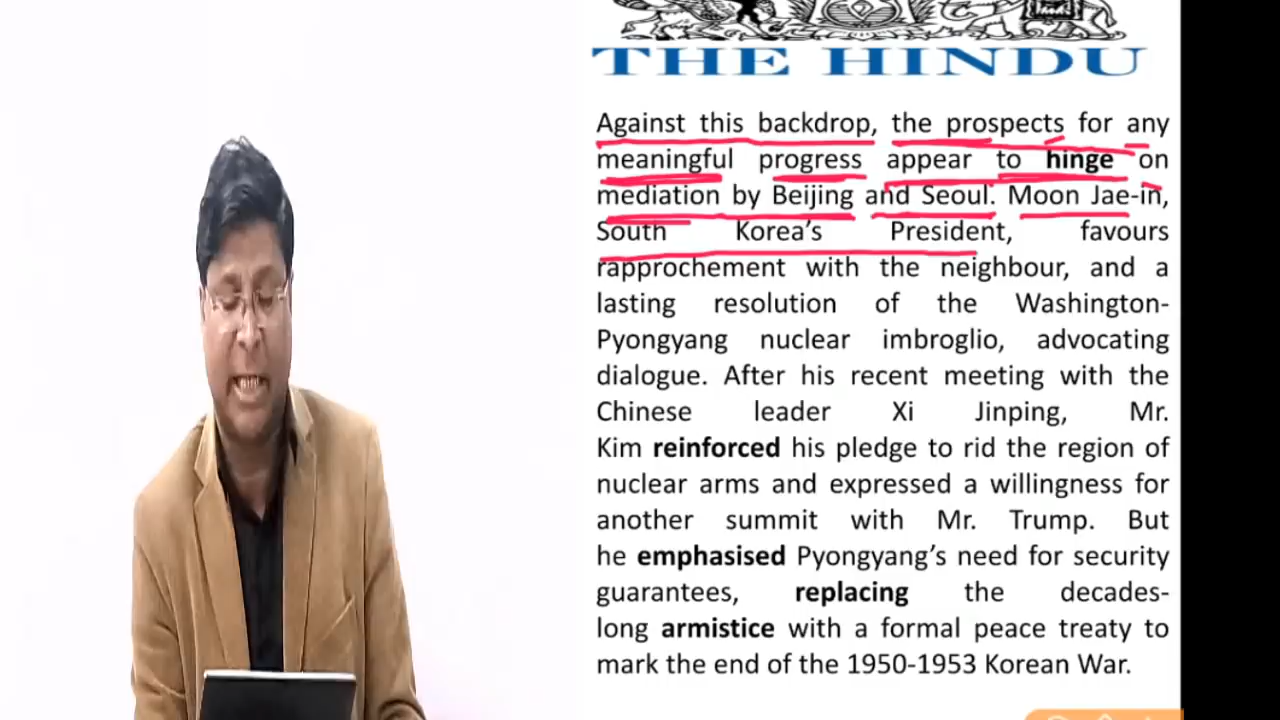 THE HINDU
Against this backdrop, the prospects for any
meaningful progress appear to hinge on
mediation by Beijing and Seoul. Moon Jae-in,
South Korea's President, favours
rapprochement with the neighbour, and a
lasting resolution of the Washington-
Pyongyang nuclear imbroglio, advocating
dialogue. After his recent meeting with the
Chinese leader Xi Jinping, Mr.
Kim reinforced his pledge to rid the region of
nuclear arms and expressed a willingness for
another summit with Mr. Trump. But
he emphasised Pyongyang's need for security
guarantees, replacing the decades-
long armistice with a formal peace treaty to
mark the end of the 1950-1953 Korean War.